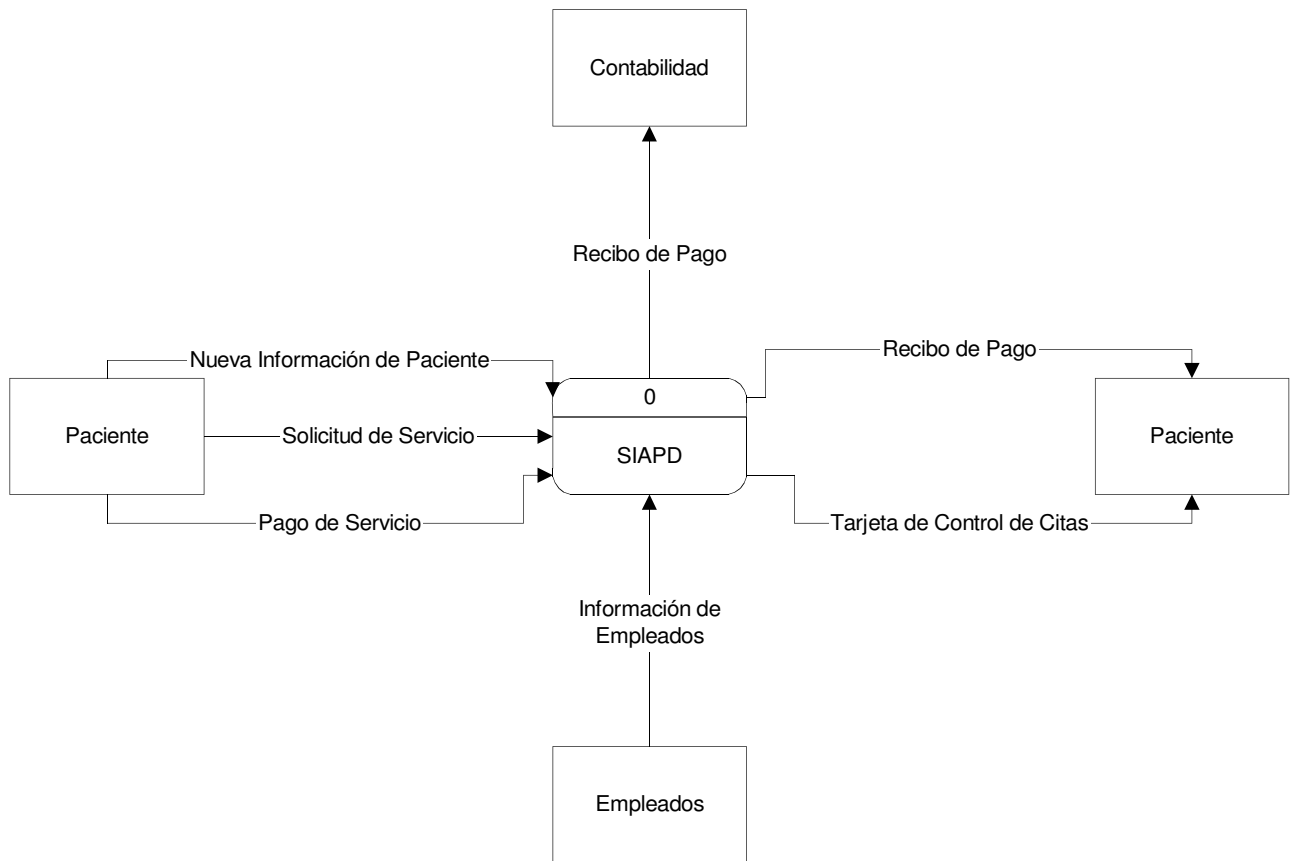 Contabilidad
Recibo de Pago
Nueva Información de Paciente
Recibo de Pago
0
Paciente
Solicitud de Servicio
SIAPD
Paciente
Pago de Servicio
Tarjeta de Control de Citas
Información de
Empleados
Empleados